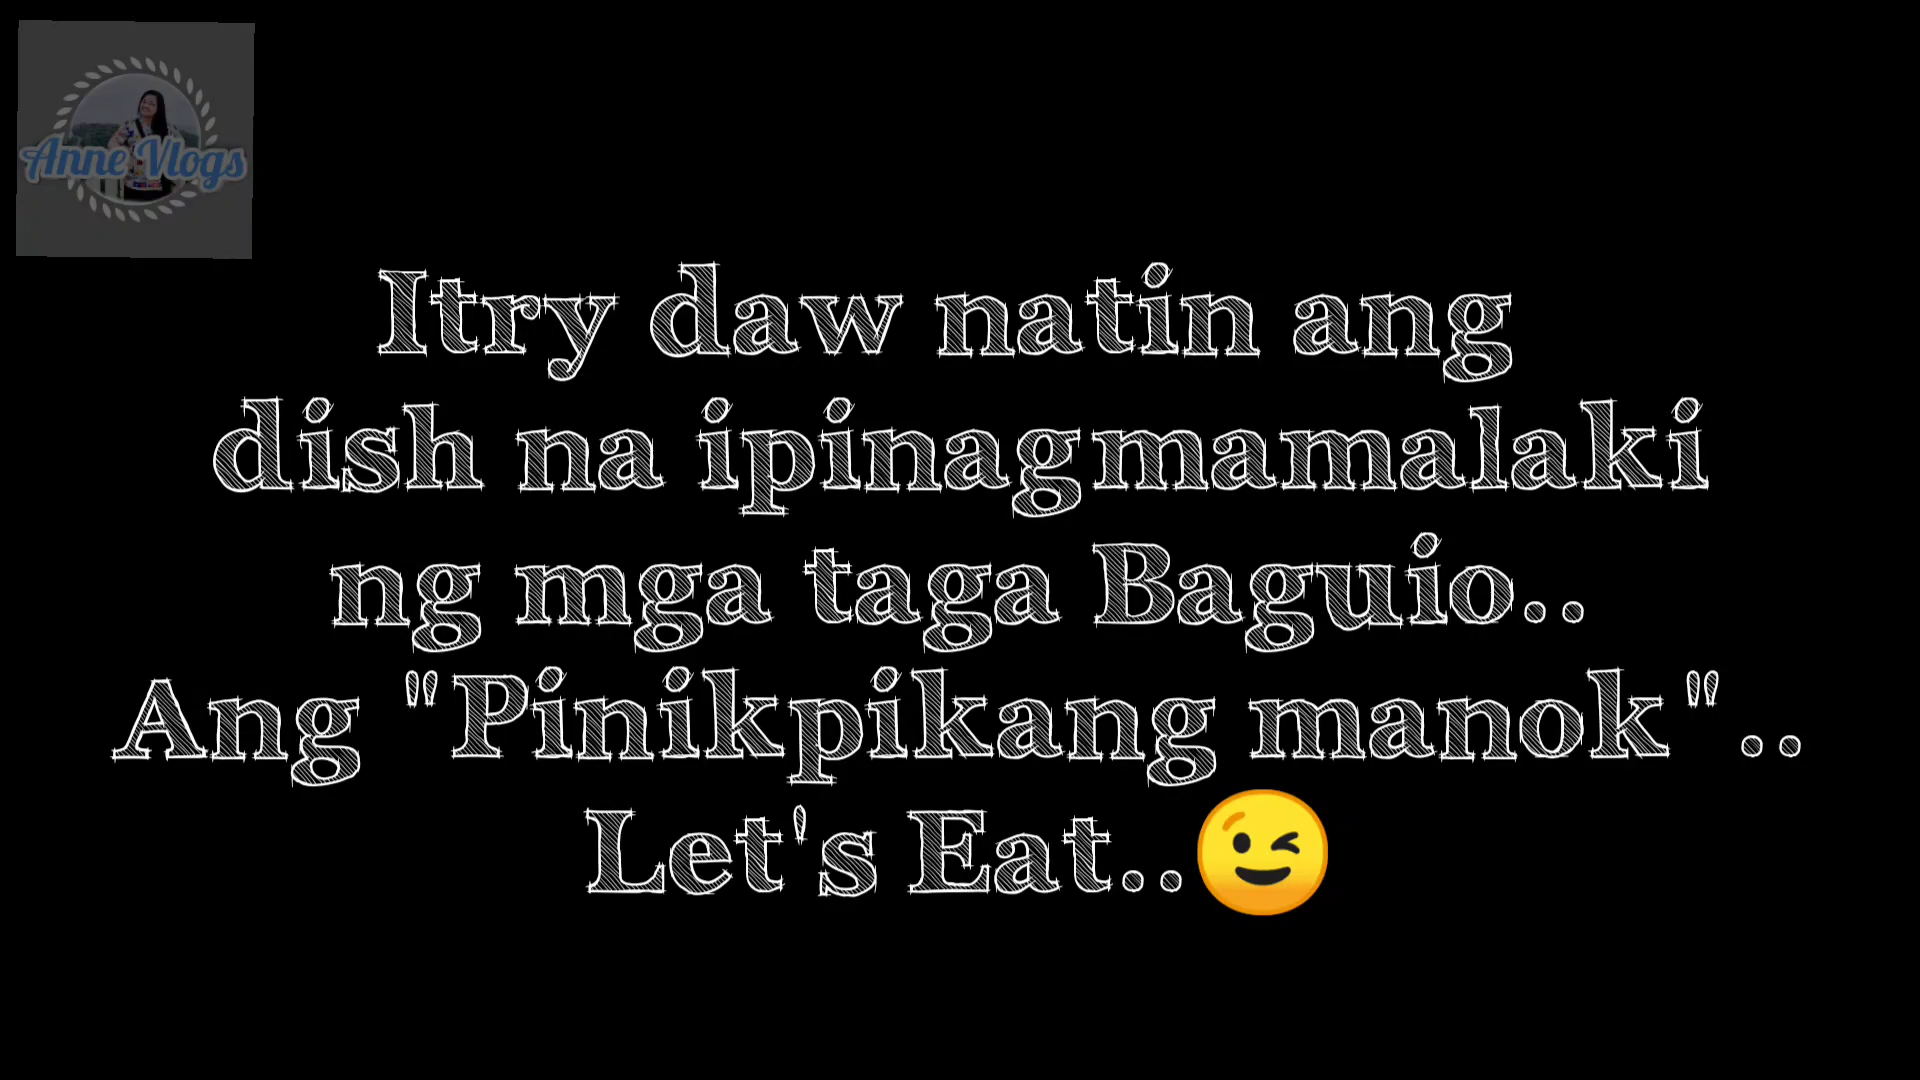 Anne Vlogs
Itry daw natin ang
dish na ipinagmamalaki
ng mga taga Baguio..
Ang "Pinikpikang manok"..
Let's Eat..😉